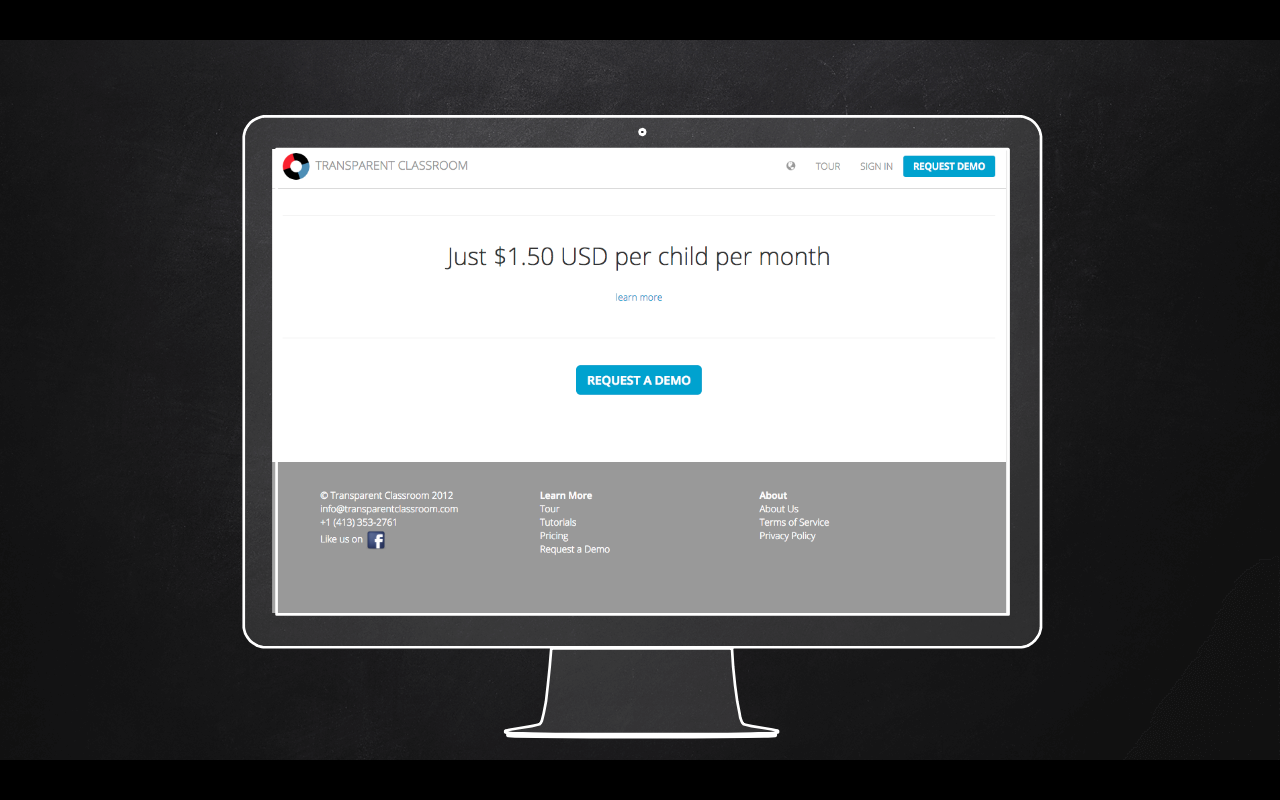 TRANSPARENT CLASSROOM
TOUR
SIGN IN
REQUEST DEMO
Just $1.50 USD per child per month
learn more
REQUEST A DEMO
© Transparent Classroom 2012
info@transparentclassroom.com
+1 (413) 353-2761
Like us on f
Learn More
Tour
Tutorials
Pricing
Request a Demo
About
About Us
Terms of Service
Privacy Policy